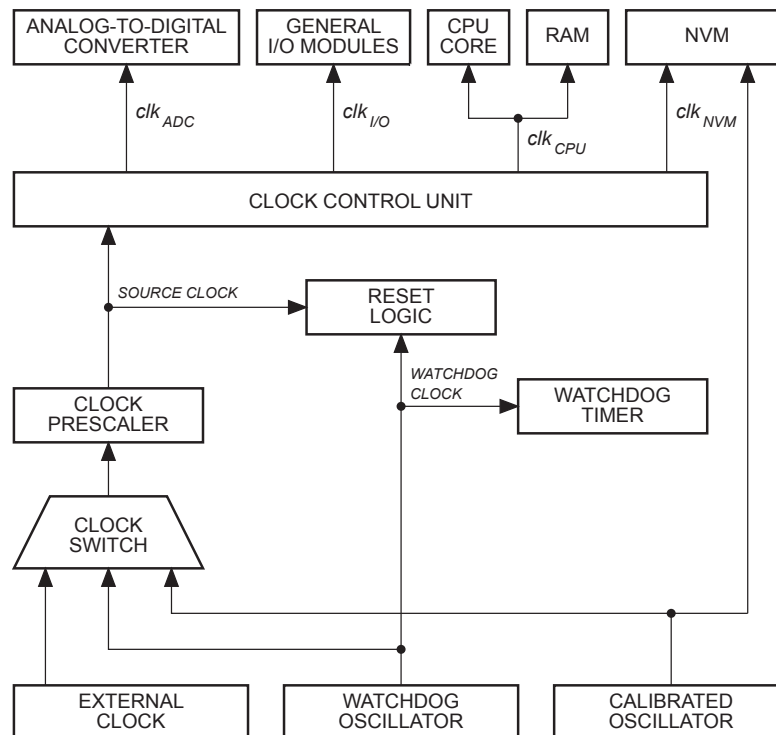 ANALOG-TO-DIGITAL
CONVERTER
GENERAL
I/O MODULES
CPU
CORE
RAM
NVM
clk ADC
clk I/O
clk CPU
clk NVM
CLOCK CONTROL UNIT
SOURCE CLOCK
RESET
LOGIC
WATCHDOG
CLOCK
CLOCK
PRESCALER
WATCHDOG
TIMER
CLOCK
SWITCH
EXTERNAL
CLOCK
WATCHDOG
OSCILLATOR
CALIBRATED
OSCILLATOR